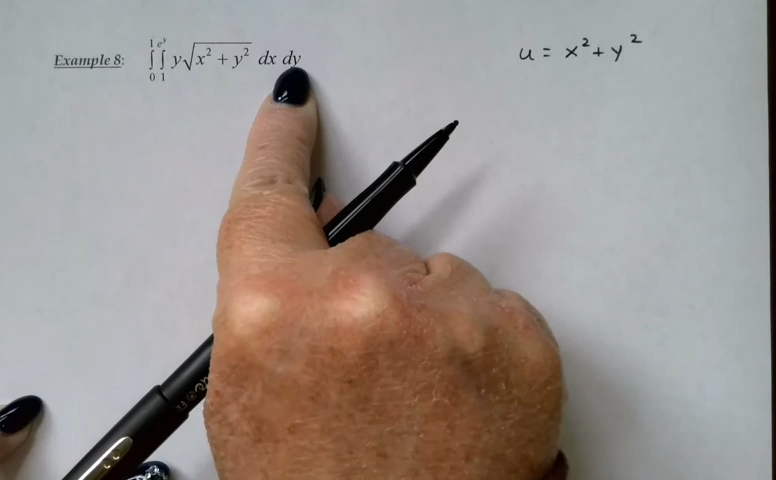 Example 8: ∫₀¹ ∫₁^{e^y} y√(x² + y²) dx dy
u = x² + y²